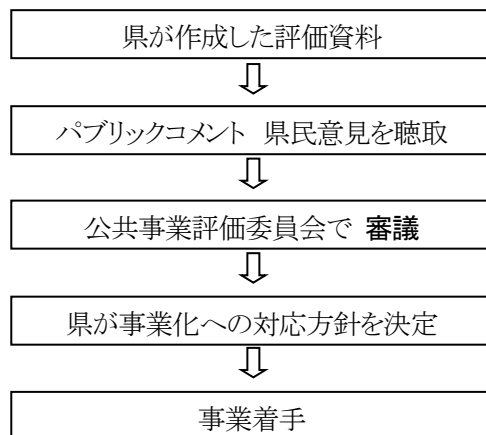 県が作成した評価資料
パブリックコメント 県民意見を聴取
公共事業評価委員会で 審議
県が事業化への対応方針を決定
事業着手